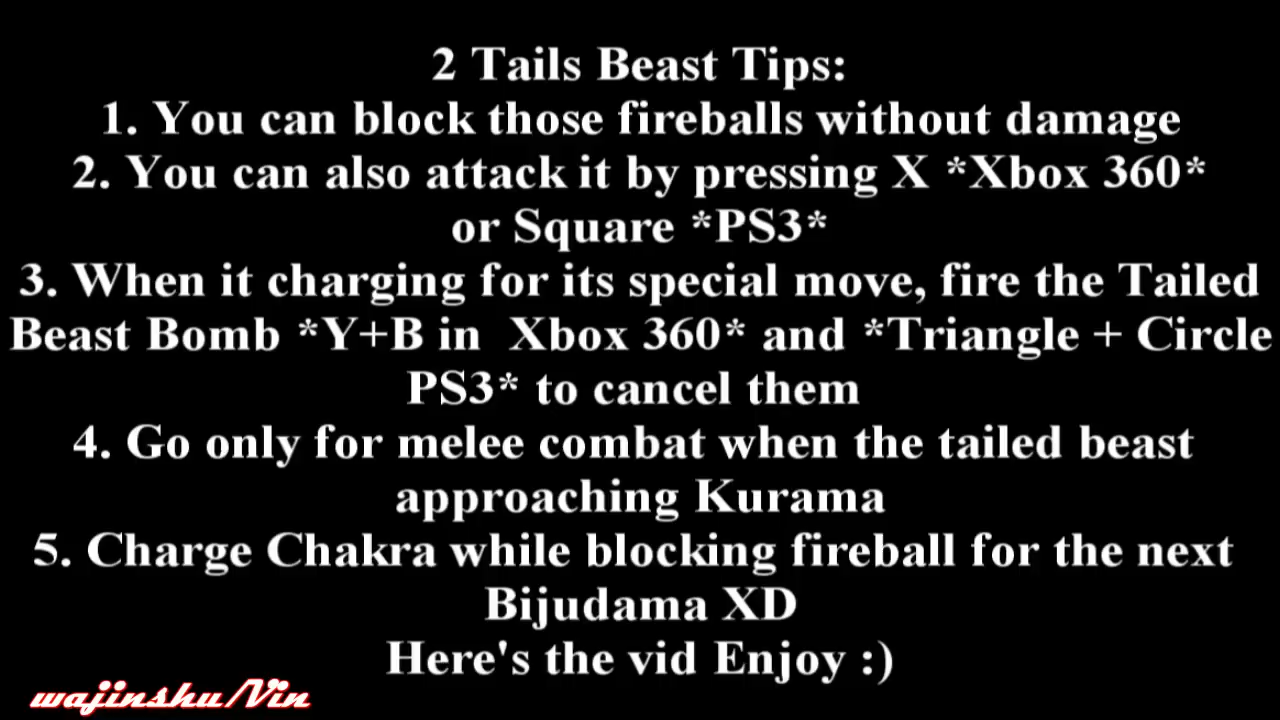 2 Tails Beast Tips:
1. You can block those fireballs without damage
2. You can also attack it by pressing X *Xbox 360*
or Square *PS3*
3. When it charging for its special move, fire the Tailed
Beast Bomb *Y+B in  Xbox 360* and *Triangle + Circle
PS3* to cancel them
4. Go only for melee combat when the tailed beast
approaching Kurama
5. Charge Chakra while blocking fireball for the next
Bijudama XD
Here's the vid Enjoy :)
wajinshu/Vin